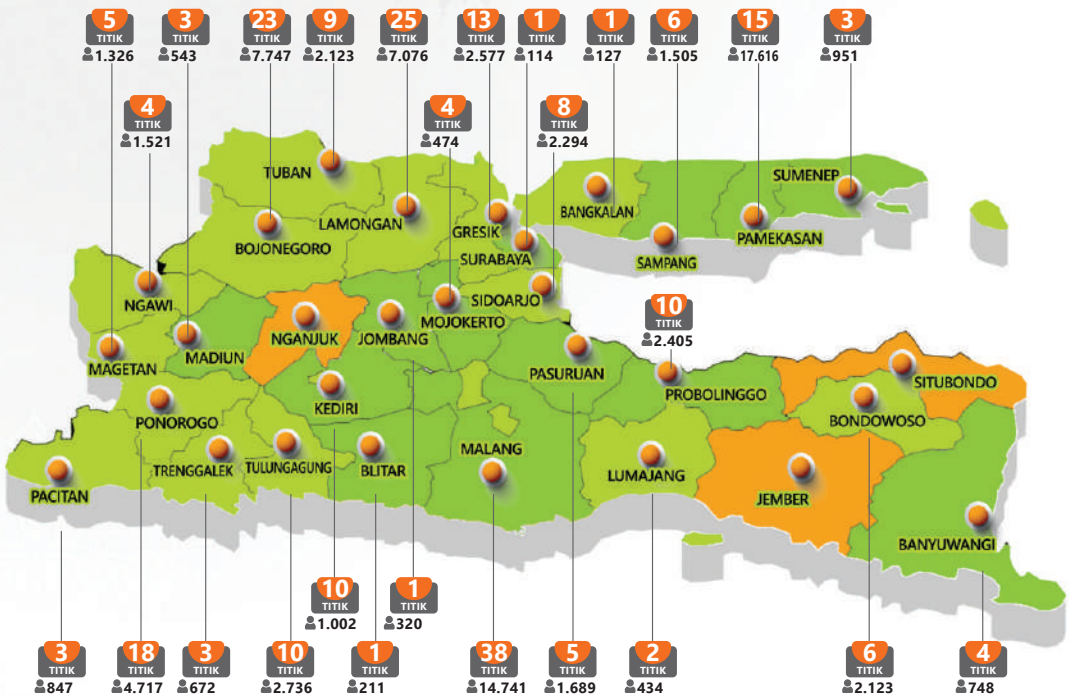 5 3 23 9 25 13 1 1 6 15 3
TITIK TITIK TITIK TITIK TITIK TITIK TITIK TITIK TITIK TITIK TITIK
1.326 543 7.747 2.123 7.076 2.577 114 127 1.505 17.616 951
4 4 8
TITIK TITIK TITIK
1.521 474 2.294
TUBAN
SUMENEP
LAMONGAN
BANGKALAN
BOJONEGORO
GRESIK
PAMEKASAN
SURABAYA
SAMPANG
NGAWI
SIDOARJO
MOJOKERTO
10
TITIK
2.405
NGANJUK
JOMBANG
MADIUN
MAGETAN
PASURUAN
SITUBONDO
PROBOLINGGO
KEDIRI
PONOROGO
BONDOWOSO
MALANG
TRENGGALEK
TULUNGAGUNG
BLITAR
LUMAJANG
PACITAN
JEMBER
BANYUWANGI
10 1
TITIK TITIK
1.002 320
3 18 3 10 1 38 5 2 6 4
TITIK TITIK TITIK TITIK TITIK TITIK TITIK TITIK TITIK TITIK
847 4.717 672 2.736 211 14.741 1.689 434 2.123 748